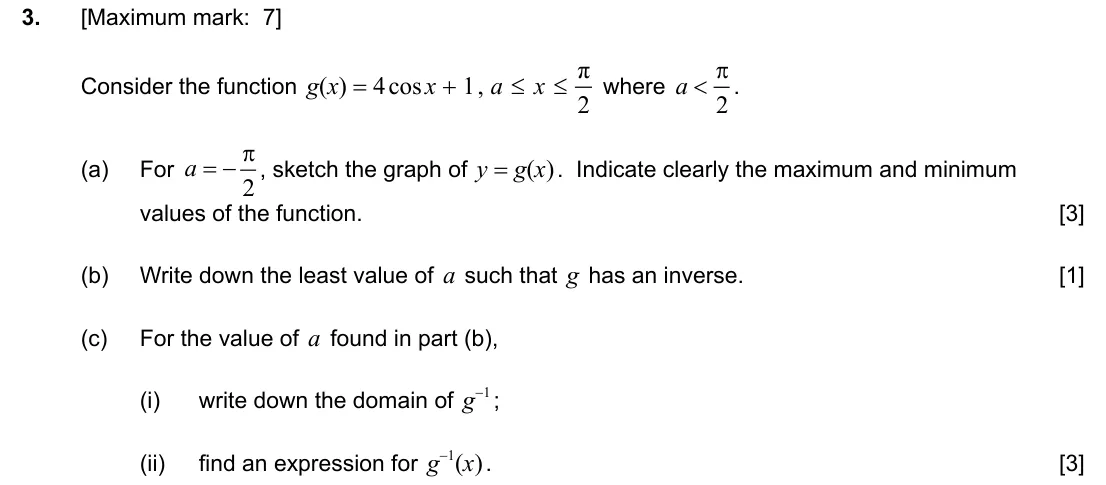 3. [Maximum mark: 7]
Consider the function g(x) = 4 cos x + 1, a ≤ x ≤ π/2 where a < π/2.
(a) For a = −π/2, sketch the graph of y = g(x). Indicate clearly the maximum and minimum
values of the function. [3]
(b) Write down the least value of a such that g has an inverse. [1]
(c) For the value of a found in part (b),
(i) write down the domain of g⁻¹;
(ii) find an expression for g⁻¹(x). [3]